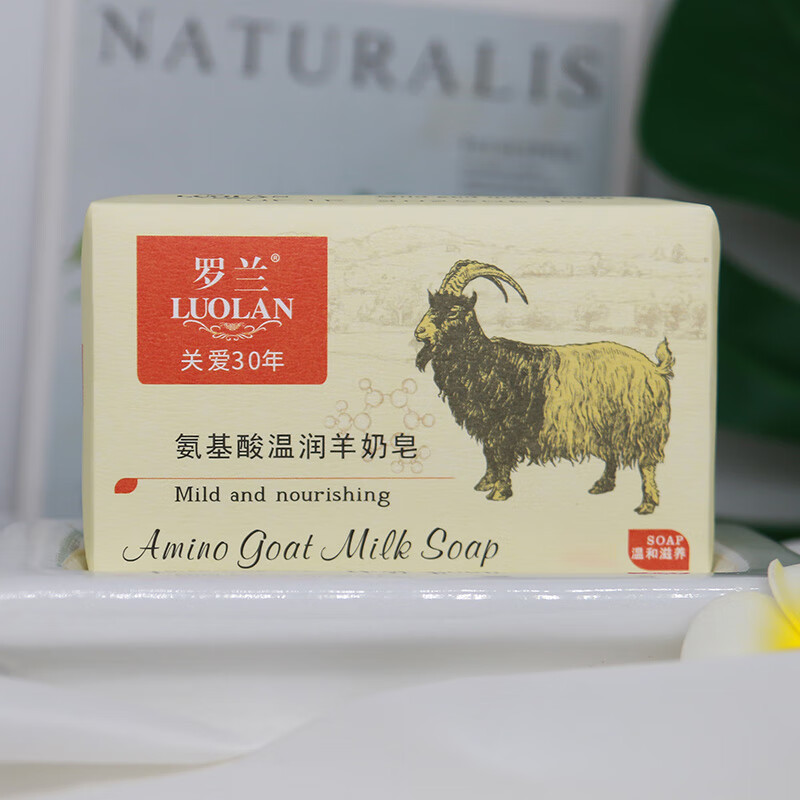 NATURALIS
LUOLAN
罗兰®
LUOLAN
关爱30年
氨基酸温润羊奶皂
Mild and nourishing
Amino Goat Milk Soap
SOAP
温和滋养